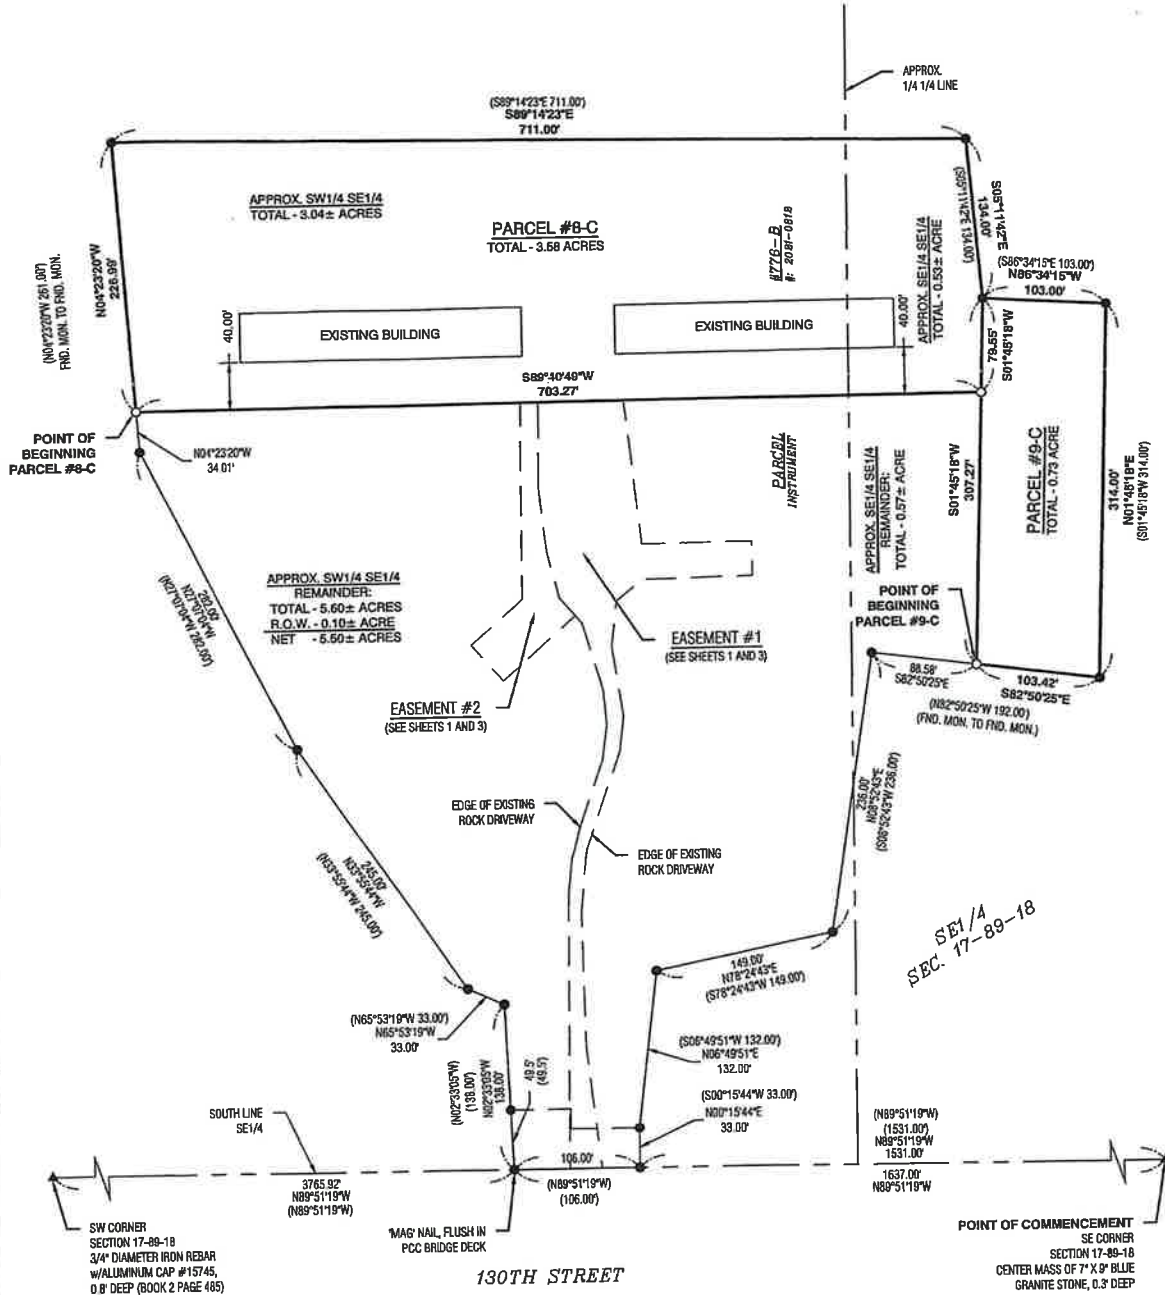 APPROX.
1/4 1/4 LINE
(S89°14'23"E 711.00')
S89°14'23"E
711.00'
APPROX. SW1/4 SE1/4
TOTAL - 3.04± ACRES
PARCEL #8-C
TOTAL - 3.58 ACRES
#776-B
#: 2081-0818
APPROX. SE1/4 SE1/4
TOTAL - 0.53± ACRE
(S05°11'42"E 134.00')
S05°11'42"E
134.00'
(S86°34'15"E 103.00')
N86°34'15"W
103.00'
(N04°23'20"W 261.00')
FND. MON. TO FND. MON.
N04°23'20"W
226.99'
40.00'
EXISTING BUILDING
EXISTING BUILDING
40.00'
79.55'
S01°45'18"W
S89°40'49"W
703.27'
POINT OF
BEGINNING
PARCEL #8-C
N04°23'20"W
34.01'
PARCEL
INSTRUMENT
APPROX. SE1/4 SE1/4
REMAINDER:
TOTAL - 0.57± ACRE
S01°45'18"W
307.27'
PARCEL #9-C
TOTAL - 0.73 ACRE
314.00'
N01°45'18"E
(S01°45'18"W 314.00')
282.00'
N27°07'04"W
(N27°07'04"W 282.00')
APPROX. SW1/4 SE1/4
REMAINDER:
TOTAL - 5.60± ACRES
R.O.W. - 0.10± ACRE
NET - 5.50± ACRES
POINT OF
BEGINNING
PARCEL #9-C
EASEMENT #1
(SEE SHEETS 1 AND 3)
88.58'
S82°50'25"E
103.42'
S82°50'25"E
(N82°50'25"W 192.00')
(FND. MON. TO FND. MON.)
EASEMENT #2
(SEE SHEETS 1 AND 3)
236.00'
N08°52'43"E
(S08°52'43"W 236.00')
EDGE OF EXISTING
ROCK DRIVEWAY
EDGE OF EXISTING
ROCK DRIVEWAY
245.00'
N33°55'44"W
(N33°55'44"W 245.00')
SE1/4
SEC. 17-89-18
149.00'
N78°24'43"E
(S78°24'43"W 149.00')
(N65°53'19"W 33.00')
N65°53'19"W
33.00'
(S06°49'51"W 132.00')
N06°49'51"E
132.00'
(N02°33'05"W)
(138.00')
N02°33'05"W
138.00'
49.5'
(49.5')
(S00°15'44"W 33.00')
N00°15'44"E
33.00'
SOUTH LINE
SE1/4
(N89°51'19"W)
(1531.00')
N89°51'19"W
1531.00'
3765.92'
N89°51'19"W
(N89°51'19"W)
106.00'
(N89°51'19"W)
(106.00')
1637.00'
N89°51'19"W
SW CORNER
SECTION 17-89-18
3/4" DIAMETER IRON REBAR
w/ALUMINUM CAP #15745,
0.8' DEEP (BOOK 2 PAGE 485)
'MAG' NAIL, FLUSH IN
PCC BRIDGE DECK
130TH STREET
POINT OF COMMENCEMENT
SE CORNER
SECTION 17-89-18
CENTER MASS OF 7" X 9" BLUE
GRANITE STONE, 0.3' DEEP